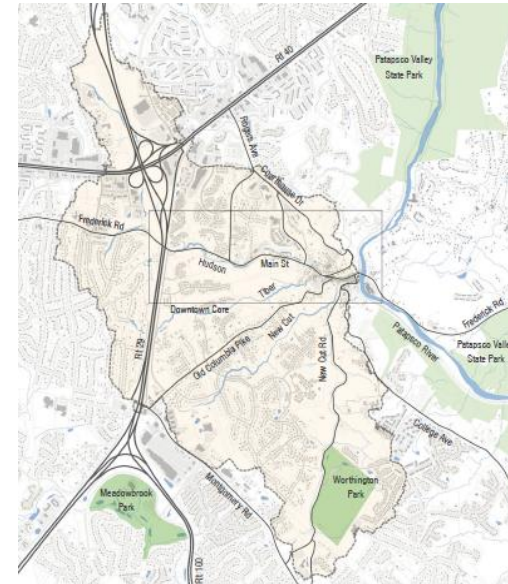 Rt 40
Patapsco Valley
State Park
Rogers Ave
Court House Dr
Frederick Rd
Hudson
Main St
Tiber
Downtown Core
New Cut
Old Columbia Pike
Rt 29
New Cut Rd
Frederick Rd
Patapsco River
Patapsco Valle
State Park
College Ave
Montgomery Rd
Worthington
Park
Meadowbrook
Park
Rt 100